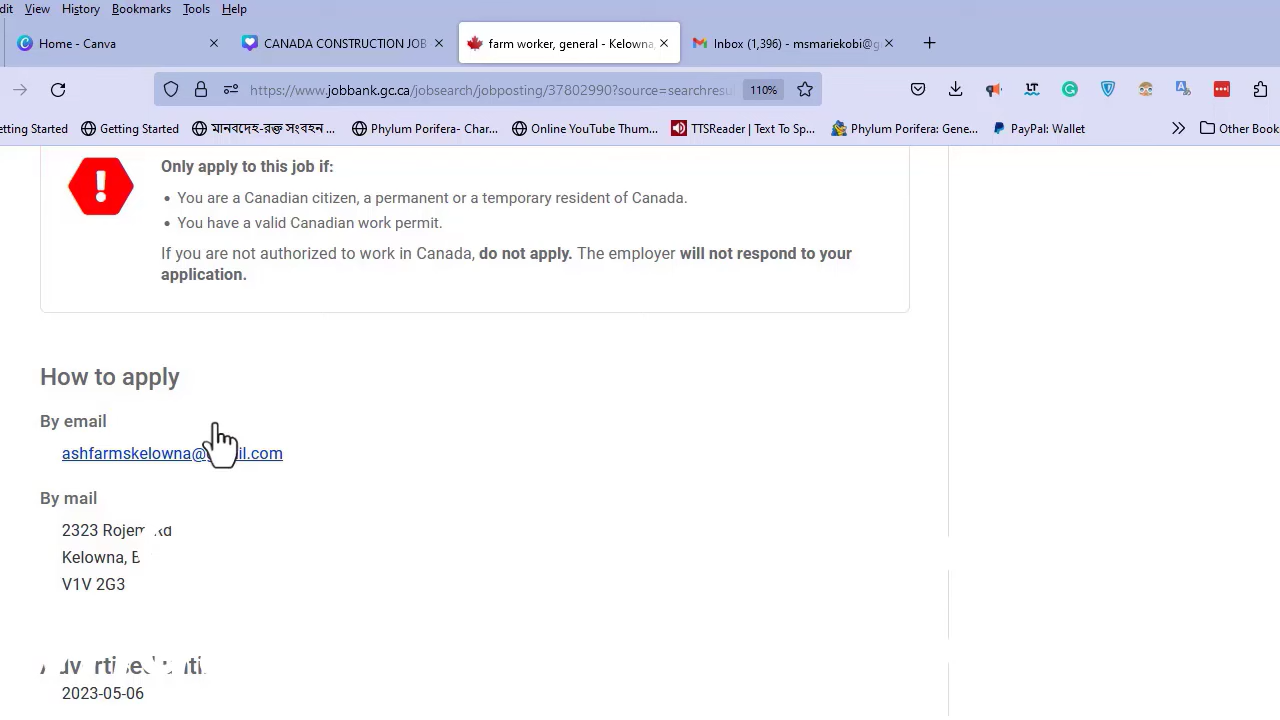 dit View History Bookmarks Tools Help
Home - Canva CANADA CONSTRUCTION JOB farm worker, general - Kelowna, Inbox (1,396) - msmariekobi@g
https://www.jobbank.gc.ca/jobsearch/jobposting/37802990?source=searchresu 110%
etting Started Getting Started মানবদেহ-রক্ত সংবহন ... Phylum Porifera- Char... Online YouTube Thum... TTSReader | Text To Sp... Phylum Porifera: Gene... PayPal: Wallet Other Book
Only apply to this job if:
• You are a Canadian citizen, a permanent or a temporary resident of Canada.
• You have a valid Canadian work permit.
If you are not authorized to work in Canada, do not apply. The employer will not respond to your
application.
How to apply
By email
ashfarmskelowna@ il.com
By mail
2323
Kelowna,
V1V 2G3
2023-05-06